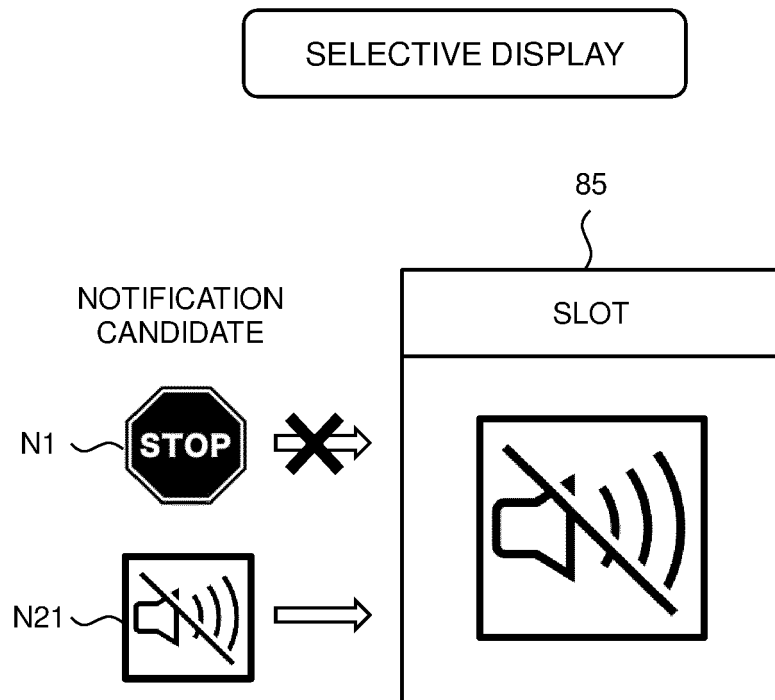 SELECTIVE DISPLAY
85
NOTIFICATION
CANDIDATE
SLOT
N1
STOP
N21